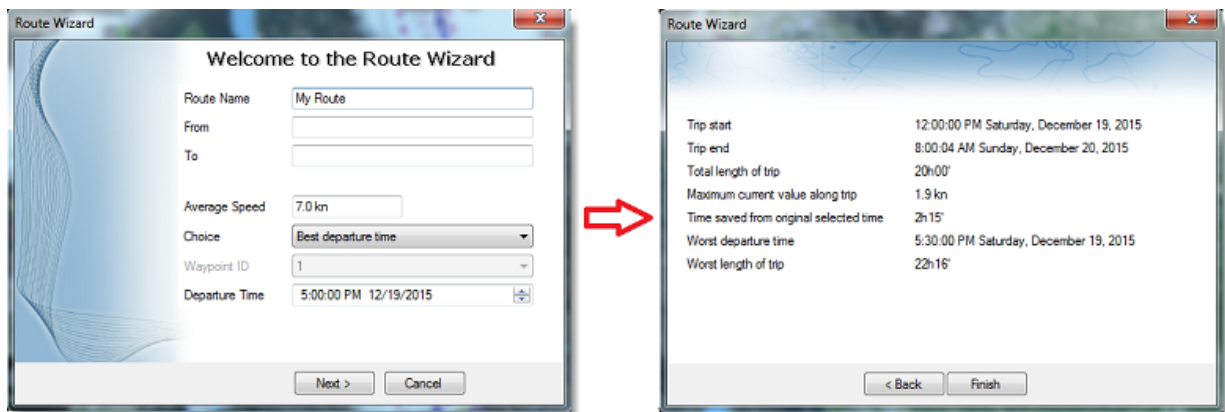 Route Wizard
Welcome to the Route Wizard
Route Name My Route
From
To
Average Speed 7.0 kn
Choice Best departure time
Waypoint ID 1
Departure Time 5:00:00 PM 12/19/2015
Next > Cancel
Route Wizard
Trip start 12:00:00 PM Saturday, December 19, 2015
Trip end 8:00:04 AM Sunday, December 20, 2015
Total length of trip 20h00'
Maximum current value along trip 1.9 kn
Time saved from original selected time 2h15'
Worst departure time 5:30:00 PM Saturday, December 19, 2015
Worst length of trip 22h16'
< Back Finish